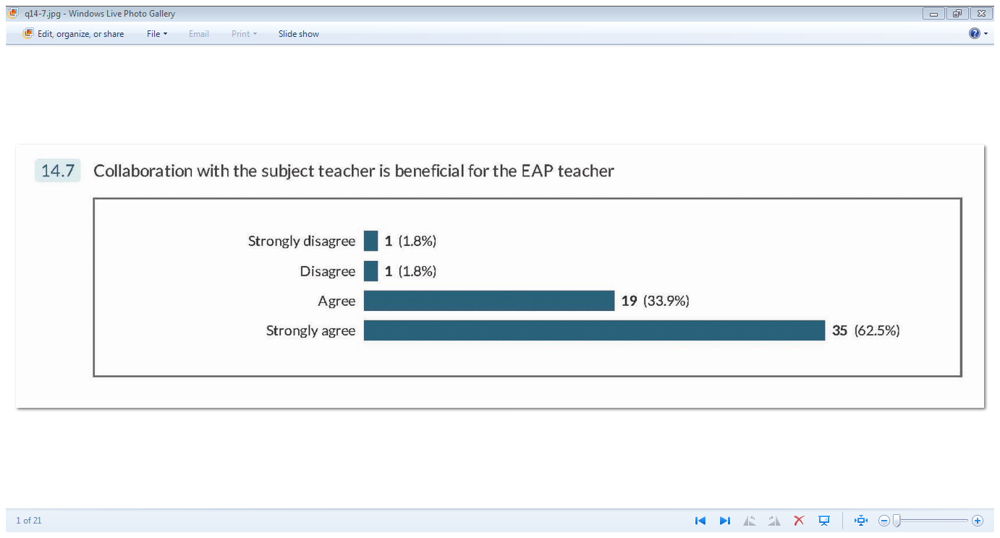 q14-7.jpg - Windows Live Photo Gallery
Edit, organize, or share File Email Print Slide show
14.7 Collaboration with the subject teacher is beneficial for the EAP teacher
Strongly disagree 1 (1.8%)
Disagree 1 (1.8%)
Agree 19 (33.9%)
Strongly agree 35 (62.5%)
1 of 21